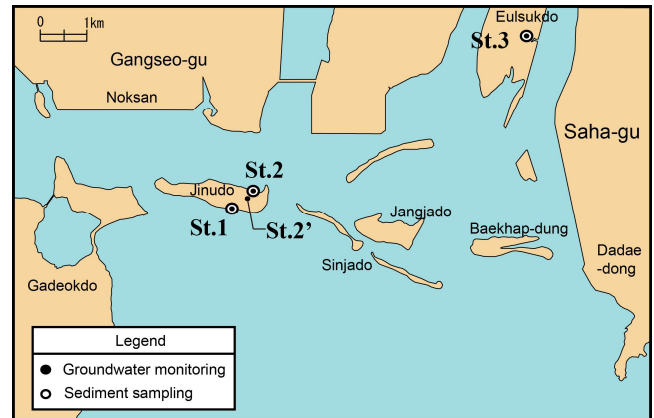 0 1km
Eulsukdo
St.3
Gangseo-gu
Noksan
Saha-gu
St.2
Jinudo
St.1
St.2’
Jangjado
Baekhap-dung
Sinjado
Dadae
-dong
Gadeokdo
Legend
Groundwater monitoring
Sediment sampling